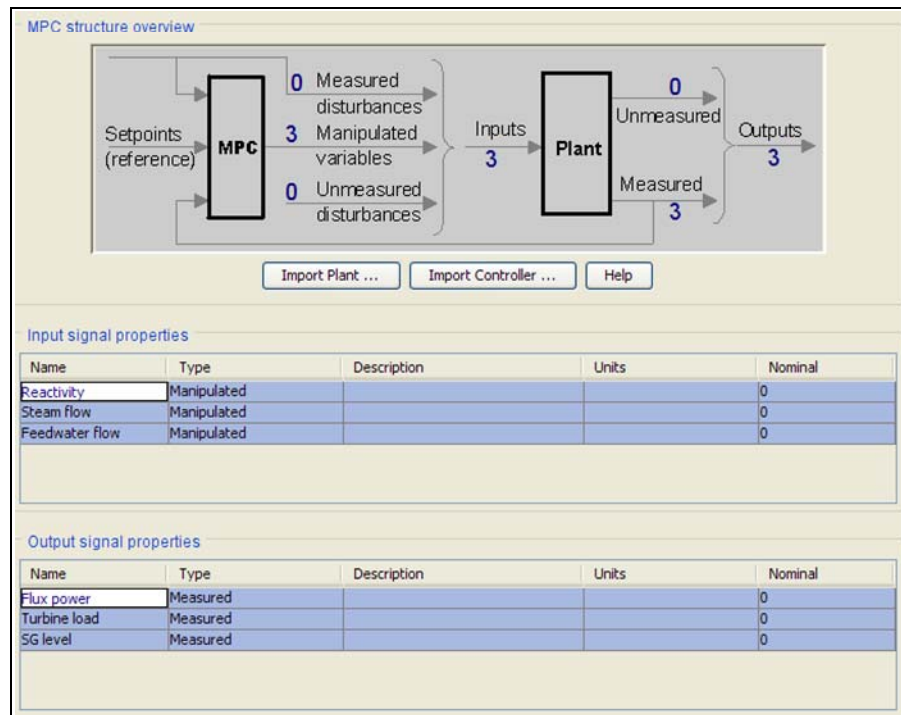 MPC structure overview
0 Measured
disturbances
Setpoints
(reference)
MPC
3 Manipulated
variables
0 Unmeasured
disturbances
Inputs
3
Plant
0
Unmeasured
Measured
3
Outputs
3
Import Plant ... Import Controller ... Help
Input signal properties
Name Type Description Units Nominal
Reactivity Manipulated 0
Steam flow Manipulated 0
Feedwater flow Manipulated 0
Output signal properties
Name Type Description Units Nominal
Flux power Measured 0
Turbine load Measured 0
SG level Measured 0